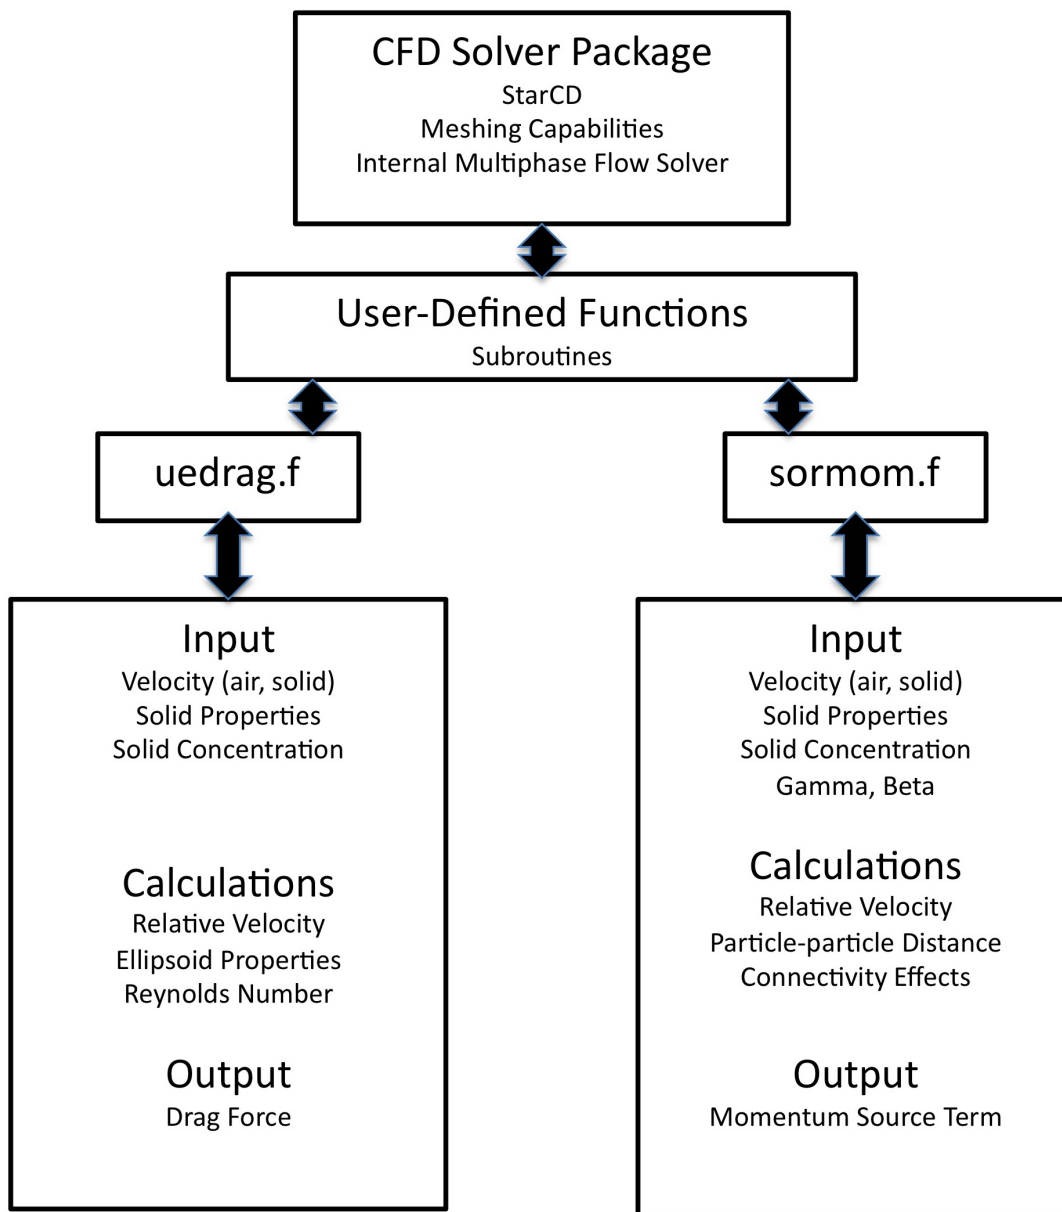 CFD Solver Package
StarCD
Meshing Capabilities
Internal Multiphase Flow Solver
User-Defined Functions
Subroutines
uedrag.f
sormom.f
Input
Velocity (air, solid)
Solid Properties
Solid Concentration
Calculations
Relative Velocity
Ellipsoid Properties
Reynolds Number
Output
Drag Force
Input
Velocity (air, solid)
Solid Properties
Solid Concentration
Gamma, Beta
Calculations
Relative Velocity
Particle-particle Distance
Connectivity Effects
Output
Momentum Source Term